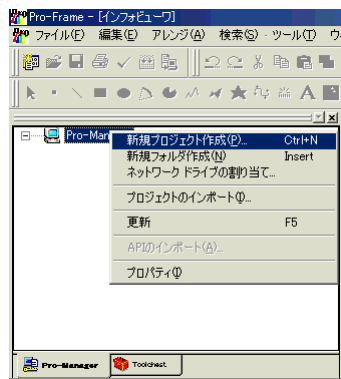 Pro-Frame - [インフォビューワ]
ファイル(F) 編集(E) アレンジ(A) 検索(S) ツール(T) ウ
Pro-Man
新規プロジェクト作成(P)... Ctrl+N
新規フォルダ作成(N) Insert
ネットワーク ドライブの割り当て...
プロジェクトのインポート(I)...
更新 F5
APIのインポート(A)...
プロパティ(I)
Pro-Manager Toolchest